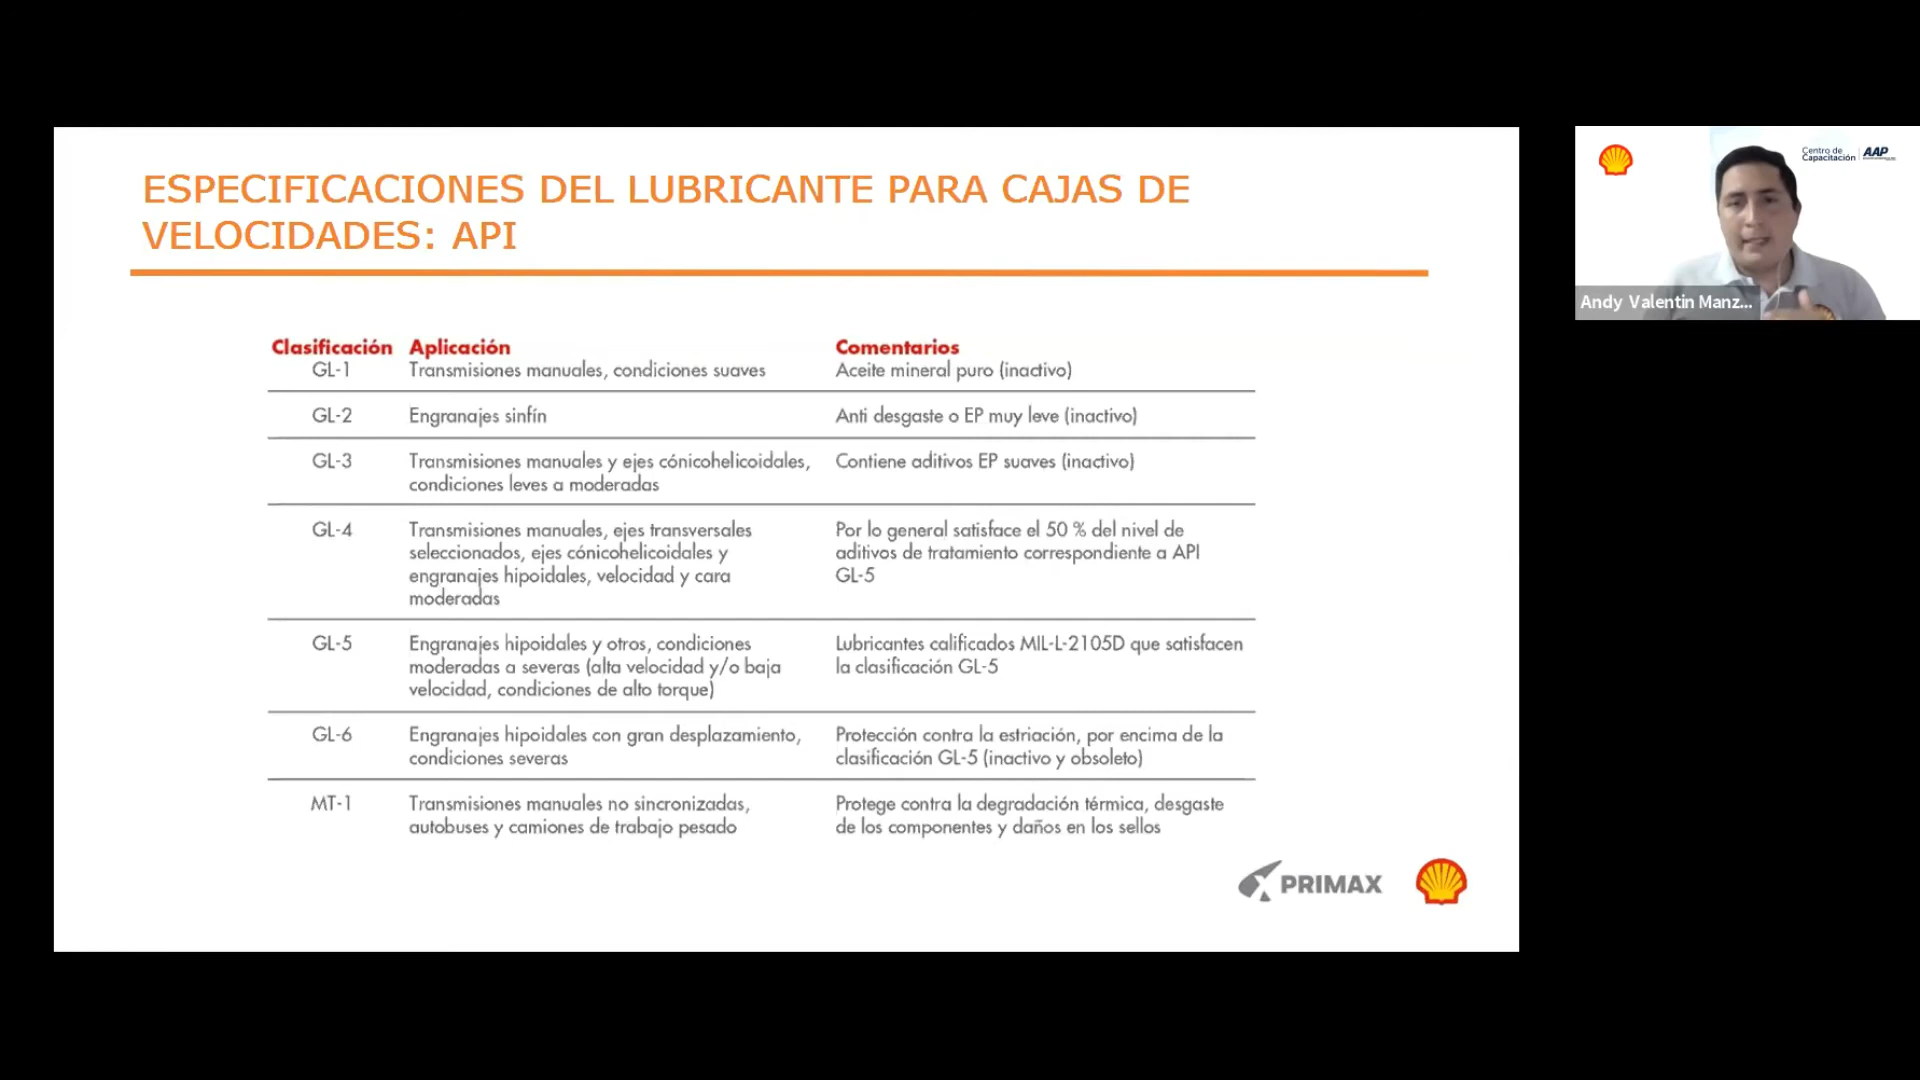 ESPECIFICACIONES DEL LUBRICANTE PARA CAJAS DE
VELOCIDADES: API
Clasificación Aplicación Comentarios
GL-1 Transmisiones manuales, condiciones suaves Aceite mineral puro (inactivo)
GL-2 Engranajes sinfín Anti desgaste o EP muy leve (inactivo)
GL-3 Transmisiones manuales y ejes cónicohelicoidales, Contiene aditivos EP suaves (inactivo)
condiciones leves a moderadas
GL-4 Transmisiones manuales, ejes transversales Por lo general satisface el 50 % del nivel de
seleccionados, ejes cónicohelicoidales y aditivos de tratamiento correspondiente a API
engranajes hipoidales, velocidad y cara GL-5
moderadas
GL-5 Engranajes hipoidales y otros, condiciones Lubricantes calificados MIL-L-2105D que satisfacen
moderadas a severas (alta velocidad y/o baja la clasificación GL-5
velocidad, condiciones de alto torque)
GL-6 Engranajes hipoidales con gran desplazamiento, Protección contra la estriación, por encima de la
condiciones severas clasificación GL-5 (inactivo y obsoleto)
MT-1 Transmisiones manuales no sincronizadas, Protege contra la degradación térmica, desgaste
autobuses y camiones de trabajo pesado de los componentes y daños en los sellos
PRIMAX
Centro de
Capacitación AAP
Andy Valentin Manz...